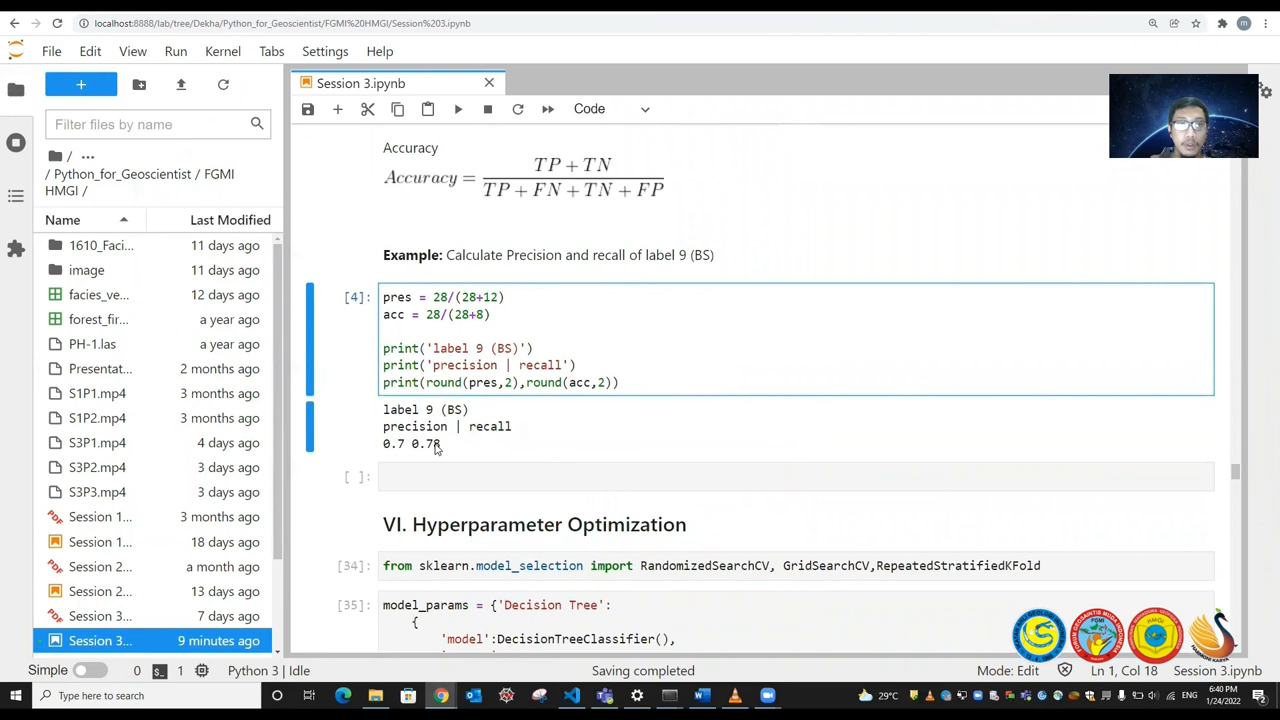 localhost:8888/lab/tree/Dekha/Python_for_Geoscientist/FGMI%20HMGI/Session%203.ipynb
m
File Edit View Run Kernel Tabs Settings Help
+
Session 3.ipynb
Code
Filter files by name
/ ···
/ Python_for_Geoscientist / FGMI
HMGI /
Name Last Modified
1610_Faci... 11 days ago
image 11 days ago
facies_ve... 12 days ago
forest_fir... a year ago
PH-1.las a year ago
Presentat... 2 months ago
S1P1.mp4 3 months ago
S1P2.mp4 3 months ago
S3P1.mp4 4 days ago
S3P2.mp4 3 days ago
S3P3.mp4 3 days ago
Session 1... 3 months ago
Session 1... 18 days ago
Session 2... a month ago
Session 2... 13 days ago
Session 3... 7 days ago
Session 3... 9 minutes ago
Accuracy
Accuracy = TP + TN / TP + FN + TN + FP
Example: Calculate Precision and recall of label 9 (BS)
[4]: pres = 28/(28+12)
acc = 28/(28+8)
print('label 9 (BS)')
print('precision | recall')
print(round(pres,2),round(acc,2))
label 9 (BS)
precision | recall
0.7 0.78
[ ]:
VI. Hyperparameter Optimization
[34]: from sklearn.model_selection import RandomizedSearchCV, GridSearchCV,RepeatedStratifiedKFold
[35]: model_params = {'Decision Tree':
{
'model':DecisionTreeClassifier(),
Simple 0 1 Python 3 | Idle Saving completed Mode: Edit Ln 1, Col 18 Session 3.ipynb
Type here to search
29°C ENG 6:40 PM
1/24/2022